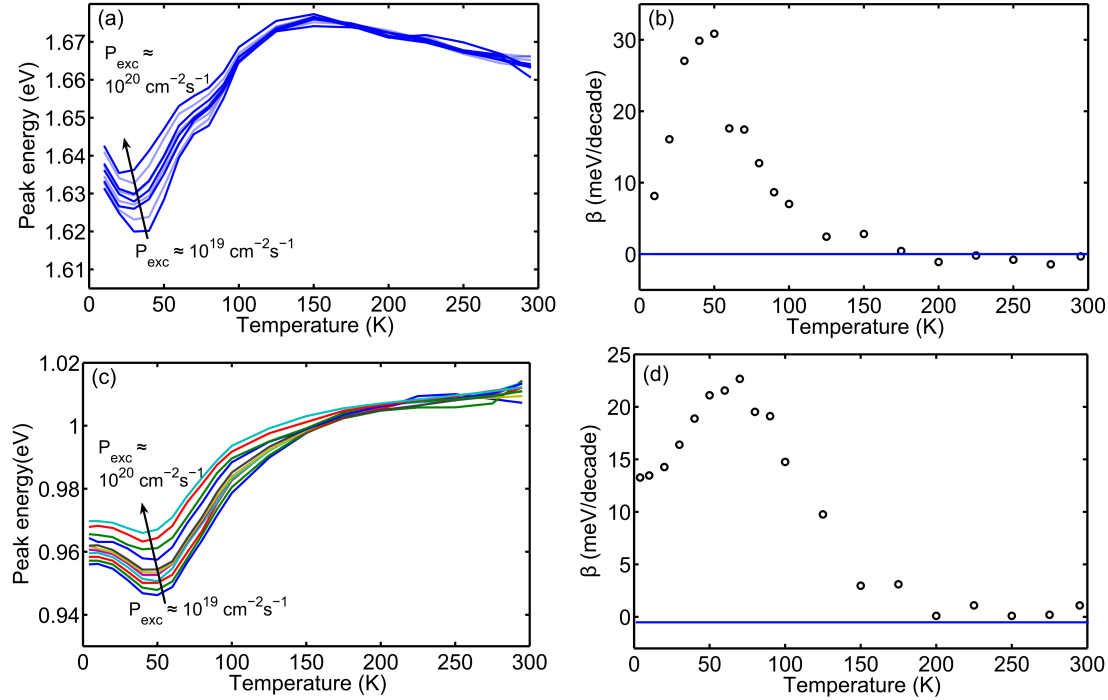 (a)
P_exc ≈
10^20 cm^−2 s^−1
P_exc ≈ 10^19 cm^−2 s^−1
Peak energy (eV)
1.67
1.66
1.65
1.64
1.63
1.62
1.61
0 50 100 150 200 250 300
Temperature (K)
(b)
β (meV/decade)
30
20
10
0
0 50 100 150 200 250 300
Temperature (K)
(c)
P_exc ≈
10^20 cm^−2 s^−1
P_exc ≈ 10^19 cm^−2 s^−1
Peak energy(eV)
1.02
1
0.98
0.96
0.94
0 50 100 150 200 250 300
Temperature (K)
(d)
β (meV/decade)
25
20
15
10
5
0
0 50 100 150 200 250 300
Temperature (K)